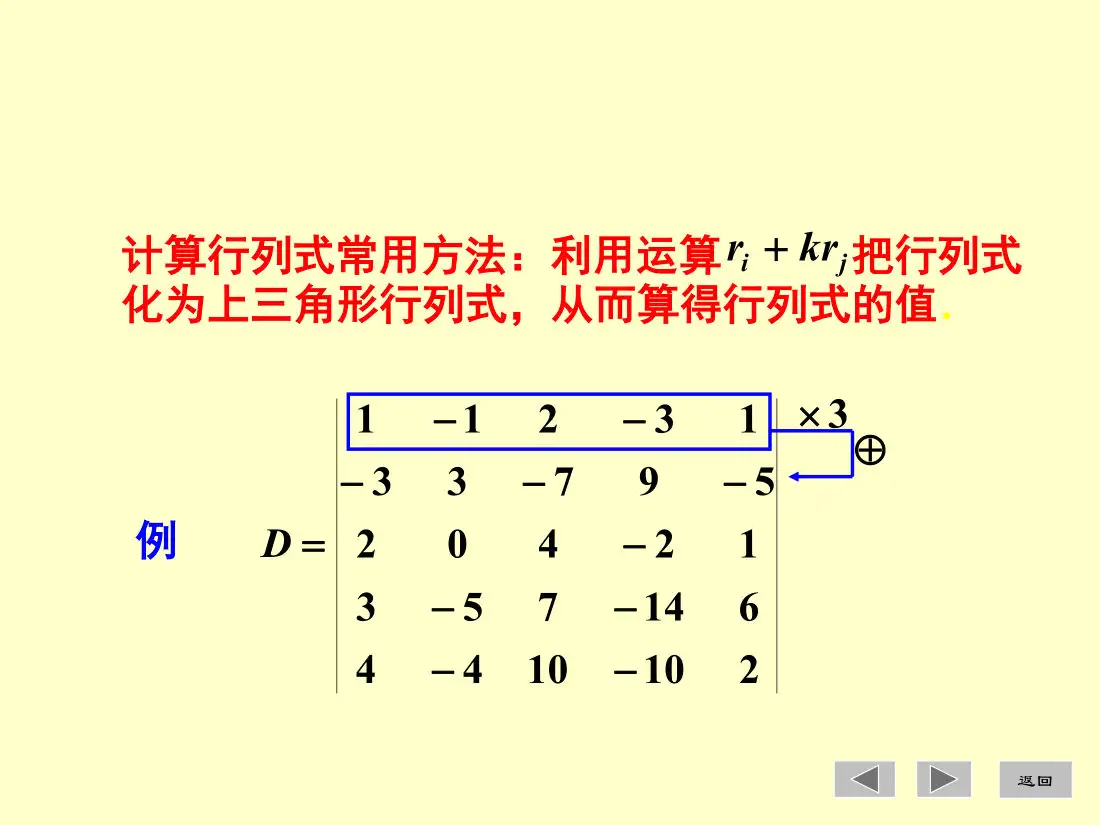 计算行列式常用方法：利用运算 rᵢ + krⱼ 把行列式
化为上三角形行列式，从而算得行列式的值.
1 −1 2 −3 1 ×3
⊕
−3 3 −7 9 −5
例 D = 2 0 4 −2 1
3 −5 7 −14 6
4 −4 10 −10 2
返回